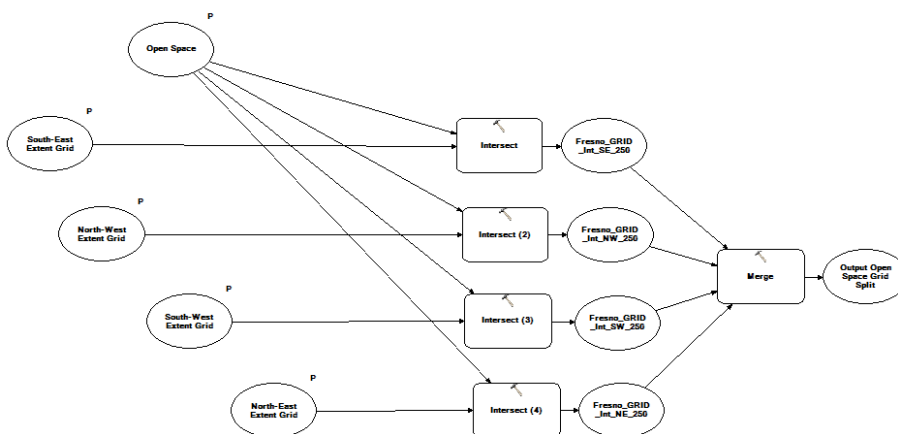 P
Open Space
P
South-East
Extent Grid
Intersect
Fresno_GRID
_Int_SE_250
P
North-West
Extent Grid
Intersect (2)
Fresno_GRID
_Int_NW_250
Merge
Output Open
Space Grid
Split
P
South-West
Extent Grid
Intersect (3)
Fresno_GRID
_Int_SW_250
P
North-East
Extent Grid
Intersect (4)
Fresno_GRID
_Int_NE_250